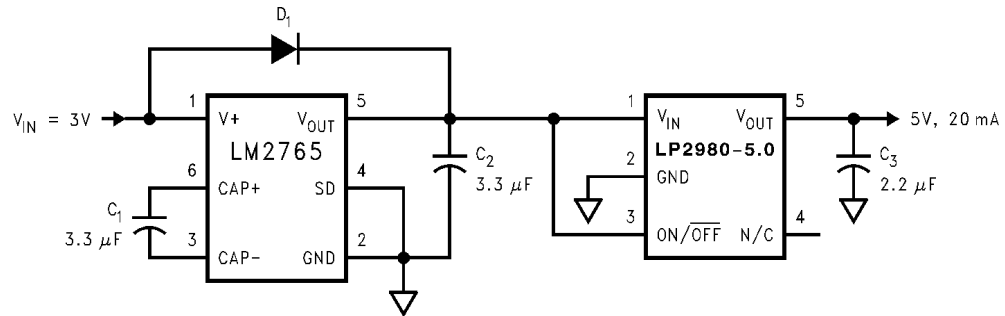 D1
VIN = 3V
1
V+
VOUT
5
LM2765
6
CAP+
SD
4
C1
3.3 μF
3
CAP-
GND
2
C2
3.3 μF
1
VIN
VOUT
5
LP2980-5.0
2
GND
3
ON/OFF
N/C
4
5V, 20 mA
C3
2.2 μF